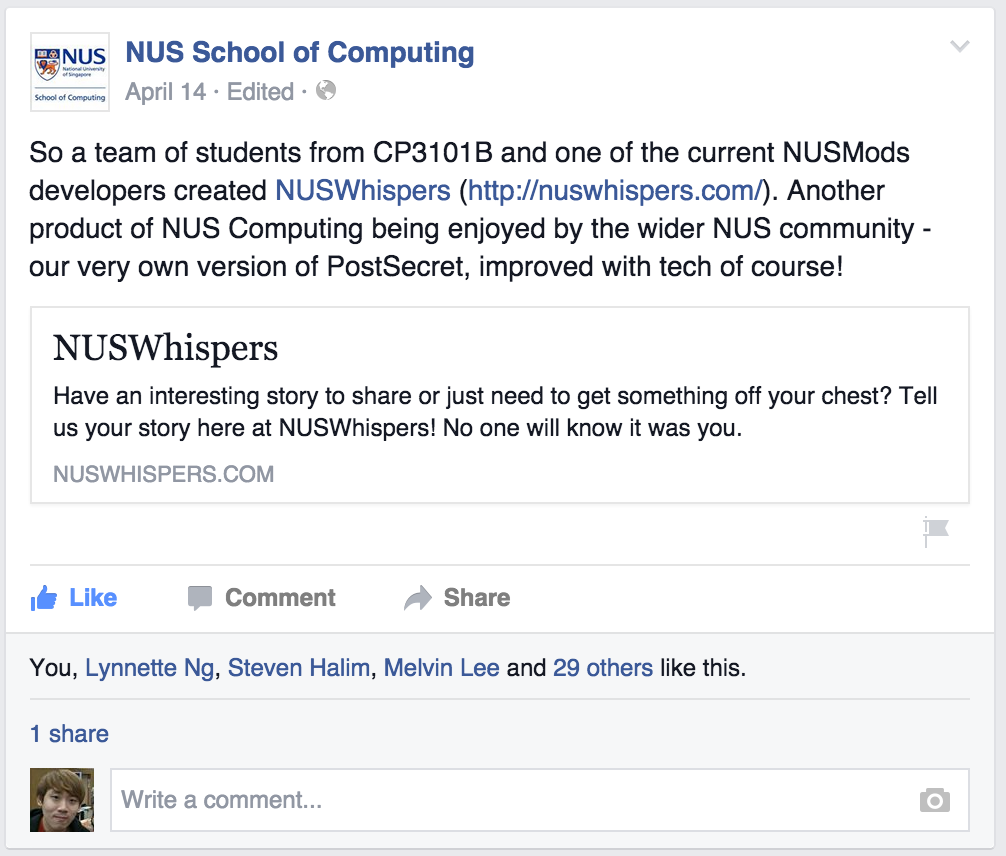 NUS
National University
of Singapore
School of Computing
NUS School of Computing
April 14 · Edited ·
So a team of students from CP3101B and one of the current NUSMods
developers created NUSWhispers (http://nuswhispers.com/). Another
product of NUS Computing being enjoyed by the wider NUS community -
our very own version of PostSecret, improved with tech of course!
NUSWhispers
Have an interesting story to share or just need to get something off your chest? Tell
us your story here at NUSWhispers! No one will know it was you.
NUSWHISPERS.COM
Like Comment Share
You, Lynnette Ng, Steven Halim, Melvin Lee and 29 others like this.
1 share
Write a comment...